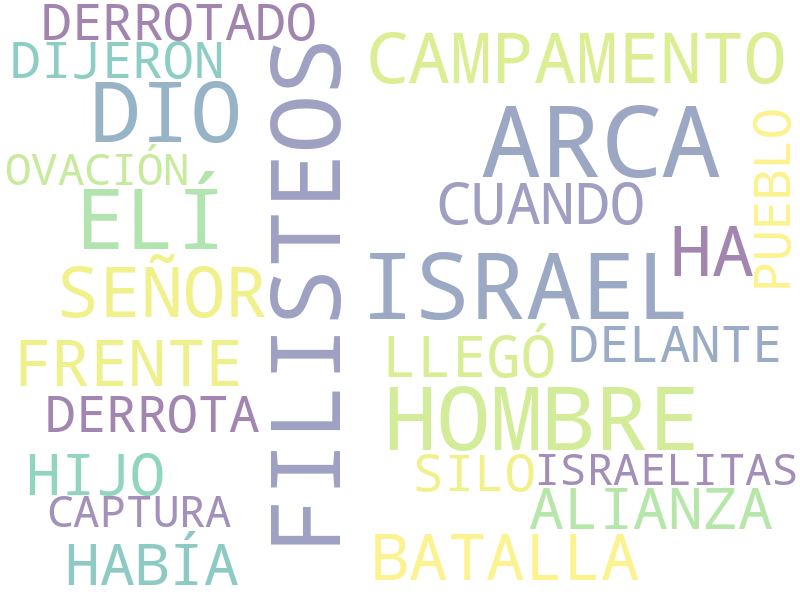 DERROTADO
DIJERON
DIO
OVACIÓN
ELÍ
SEÑOR
FRENTE
DERROTA
HIJO
CAPTURA
HABÍA
FILISTEOS
CAMPAMENTO
ARCA
PUEBLO
CUANDO
HA
ISRAEL
DELANTE
LLEGÓ
HOMBRE
SILO
ISRAELITAS
ALIANZA
BATALLA